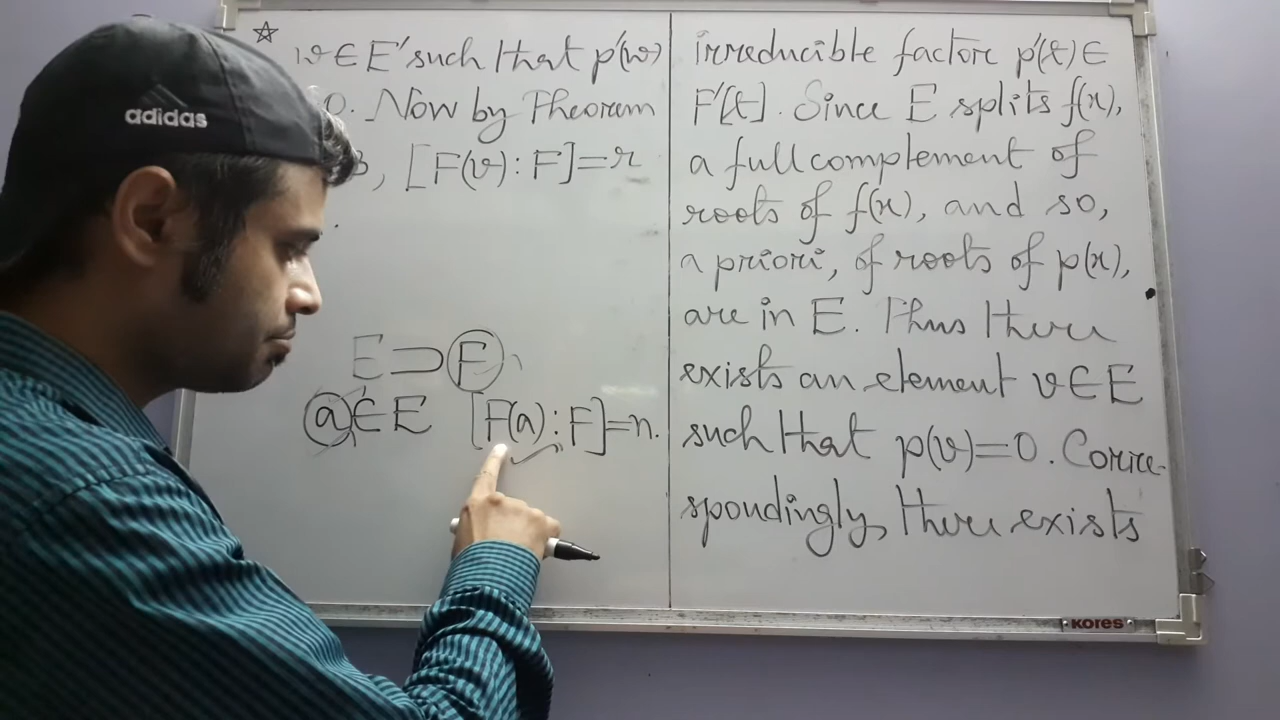 adidas
☆ v∈E' such that p'(w)
0. Now by Theorem
, [F(v):F]=r
E⊃F
a∈E [F(a):F]=n.
irreducible factor p'(t)∈
F'[t]. Since E splits f(x),
a full complement of
roots of f(x), and so,
a priori, of roots of p(x),
are in E. Thus there
exists an element v∈E
such that p(v)=0. Corre-
spondingly, there exists
KORES